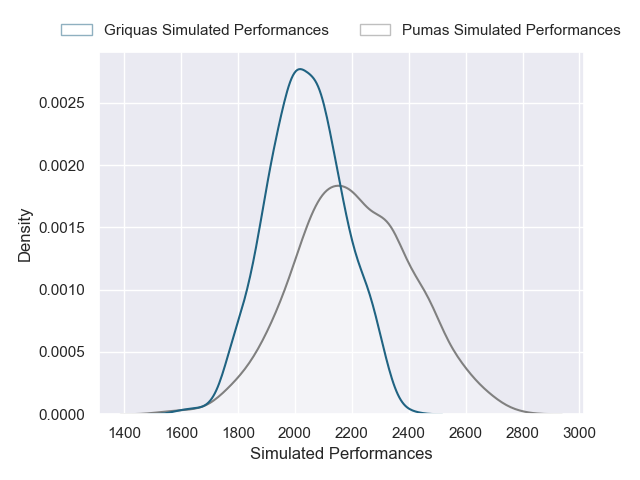 Griquas Simulated Performances Pumas Simulated Performances
0.0025
0.0020
0.0015
0.0010
0.0005
0.0000
Density
1400 1600 1800 2000 2200 2400 2600 2800 3000
Simulated Performances